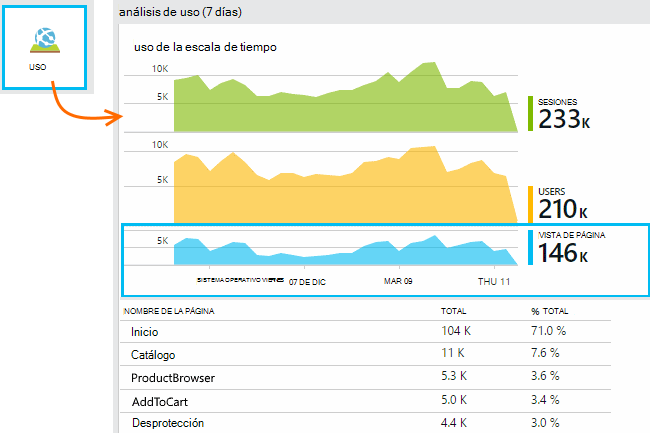 análisis de uso (7 días)
USO
uso de la escala de tiempo
10K
5K
SESIONES
233K
10K
5K
USERS
210K
5K
VISTA DE PÁGINA
146K
SISTEMA OPERATIVO VIERNES 07 DE DIC MAR 09 THU 11
NOMBRE DE LA PÁGINA TOTAL % TOTAL
Inicio 104 K 71.0 %
Catálogo 11 K 7.6 %
ProductBrowser 5.3 K 3.6 %
AddToCart 5.0 K 3.4 %
Desprotección 4.4 K 3.0 %